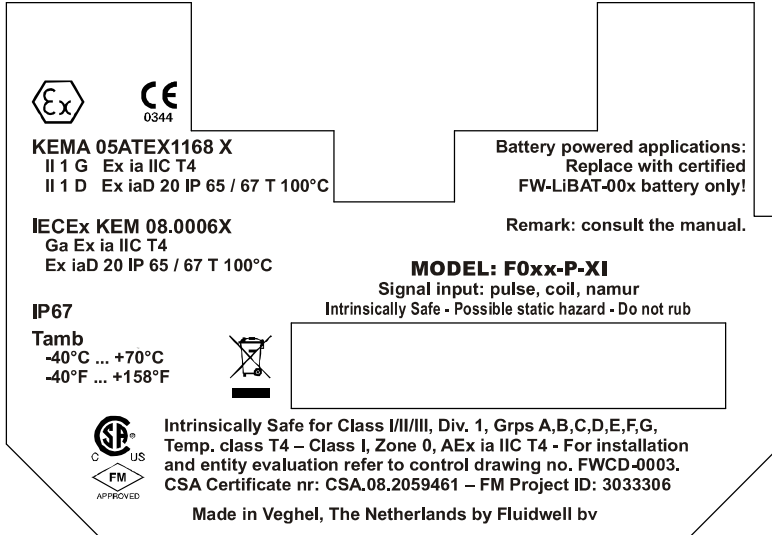 Ex
CE
0344
KEMA 05ATEX1168 X
II 1 G Ex ia IIC T4
II 1 D Ex iaD 20 IP 65 / 67 T 100°C
Battery powered applications:
Replace with certified
FW-LiBAT-00x battery only!
IECEx KEM 08.0006X
Ga Ex ia IIC T4
Ex iaD 20 IP 65 / 67 T 100°C
Remark: consult the manual.
MODEL: F0xx-P-XI
Signal input: pulse, coil, namur
Intrinsically Safe - Possible static hazard - Do not rub
IP67
Tamb
-40°C ... +70°C
-40°F ... +158°F
SA ®
C US
FM
APPROVED
Intrinsically Safe for Class I/II/III, Div. 1, Grps A,B,C,D,E,F,G,
Temp. class T4 – Class I, Zone 0, AEx ia IIC T4 - For installation
and entity evaluation refer to control drawing no. FWCD-0003.
CSA Certificate nr: CSA.08.2059461 – FM Project ID: 3033306
Made in Veghel, The Netherlands by Fluidwell bv